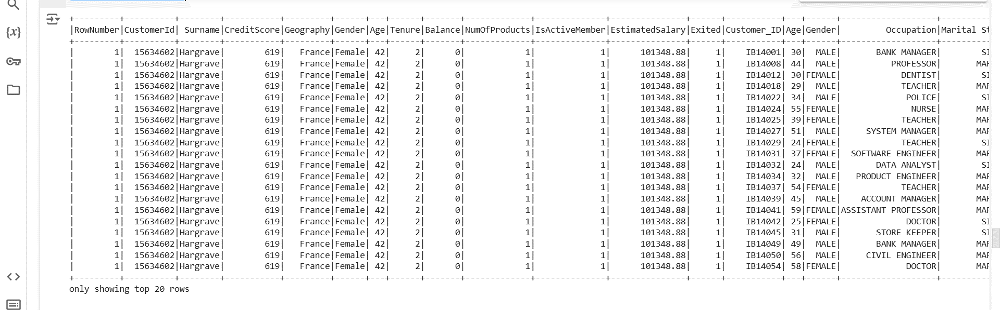 {x}
+---------+----------+---------+-----------+---------+------+---+------+-------+-------------+--------------+---------------+------+-----------+---+------+-------------------+----------
|RowNumber|CustomerId| Surname|CreditScore|Geography|Gender|Age|Tenure|Balance|NumOfProducts|IsActiveMember|EstimatedSalary|Exited|Customer_ID|Age|Gender| Occupation|Marital St
+---------+----------+---------+-----------+---------+------+---+------+-------+-------------+--------------+---------------+------+-----------+---+------+-------------------+----------
| 1| 15634602|Hargrave| 619| France|Female| 42| 2| 0| 1| 1| 101348.88| 1| IB14001| 30| MALE| BANK MANAGER| SI
| 1| 15634602|Hargrave| 619| France|Female| 42| 2| 0| 1| 1| 101348.88| 1| IB14008| 44| MALE| PROFESSOR| MAR
| 1| 15634602|Hargrave| 619| France|Female| 42| 2| 0| 1| 1| 101348.88| 1| IB14012| 30|FEMALE| DENTIST| SI
| 1| 15634602|Hargrave| 619| France|Female| 42| 2| 0| 1| 1| 101348.88| 1| IB14018| 29| MALE| TEACHER| MAR
| 1| 15634602|Hargrave| 619| France|Female| 42| 2| 0| 1| 1| 101348.88| 1| IB14022| 34| MALE| POLICE| SI
| 1| 15634602|Hargrave| 619| France|Female| 42| 2| 0| 1| 1| 101348.88| 1| IB14024| 55|FEMALE| NURSE| MAR
| 1| 15634602|Hargrave| 619| France|Female| 42| 2| 0| 1| 1| 101348.88| 1| IB14025| 39|FEMALE| TEACHER| MAR
| 1| 15634602|Hargrave| 619| France|Female| 42| 2| 0| 1| 1| 101348.88| 1| IB14027| 51| MALE| SYSTEM MANAGER| MAR
| 1| 15634602|Hargrave| 619| France|Female| 42| 2| 0| 1| 1| 101348.88| 1| IB14029| 24|FEMALE| TEACHER| SI
| 1| 15634602|Hargrave| 619| France|Female| 42| 2| 0| 1| 1| 101348.88| 1| IB14031| 37|FEMALE| SOFTWARE ENGINEER| MAR
| 1| 15634602|Hargrave| 619| France|Female| 42| 2| 0| 1| 1| 101348.88| 1| IB14032| 24| MALE| DATA ANALYST| SI
| 1| 15634602|Hargrave| 619| France|Female| 42| 2| 0| 1| 1| 101348.88| 1| IB14034| 32| MALE| PRODUCT ENGINEER| MAR
| 1| 15634602|Hargrave| 619| France|Female| 42| 2| 0| 1| 1| 101348.88| 1| IB14037| 54|FEMALE| TEACHER| MAR
| 1| 15634602|Hargrave| 619| France|Female| 42| 2| 0| 1| 1| 101348.88| 1| IB14039| 45| MALE| ACCOUNT MANAGER| MAR
| 1| 15634602|Hargrave| 619| France|Female| 42| 2| 0| 1| 1| 101348.88| 1| IB14041| 59|FEMALE|ASSISTANT PROFESSOR| MAR
| 1| 15634602|Hargrave| 619| France|Female| 42| 2| 0| 1| 1| 101348.88| 1| IB14042| 25|FEMALE| DOCTOR| SI
| 1| 15634602|Hargrave| 619| France|Female| 42| 2| 0| 1| 1| 101348.88| 1| IB14045| 31| MALE| STORE KEEPER| SI
| 1| 15634602|Hargrave| 619| France|Female| 42| 2| 0| 1| 1| 101348.88| 1| IB14049| 49| MALE| BANK MANAGER| MAR
| 1| 15634602|Hargrave| 619| France|Female| 42| 2| 0| 1| 1| 101348.88| 1| IB14050| 56| MALE| CIVIL ENGINEER| MAR
| 1| 15634602|Hargrave| 619| France|Female| 42| 2| 0| 1| 1| 101348.88| 1| IB14054| 58|FEMALE| DOCTOR| MAR
+---------+----------+---------+-----------+---------+------+---+------+-------+-------------+--------------+---------------+------+-----------+---+------+-------------------+----------
only showing top 20 rows